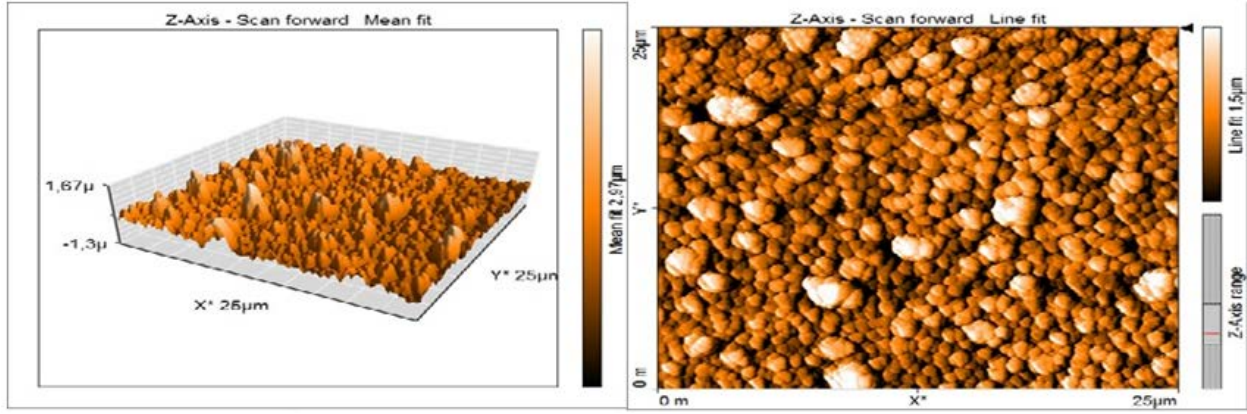 Z-Axis - Scan forward Mean fit
1,67µ
-1,3µ
X* 25µm
Y* 25µm
Mean fit 2,97µm
Z-Axis - Scan forward Line fit
25µm
Y*
0 m
0 m
X*
25µm
Line fit 1,5µm
Z-Axis range